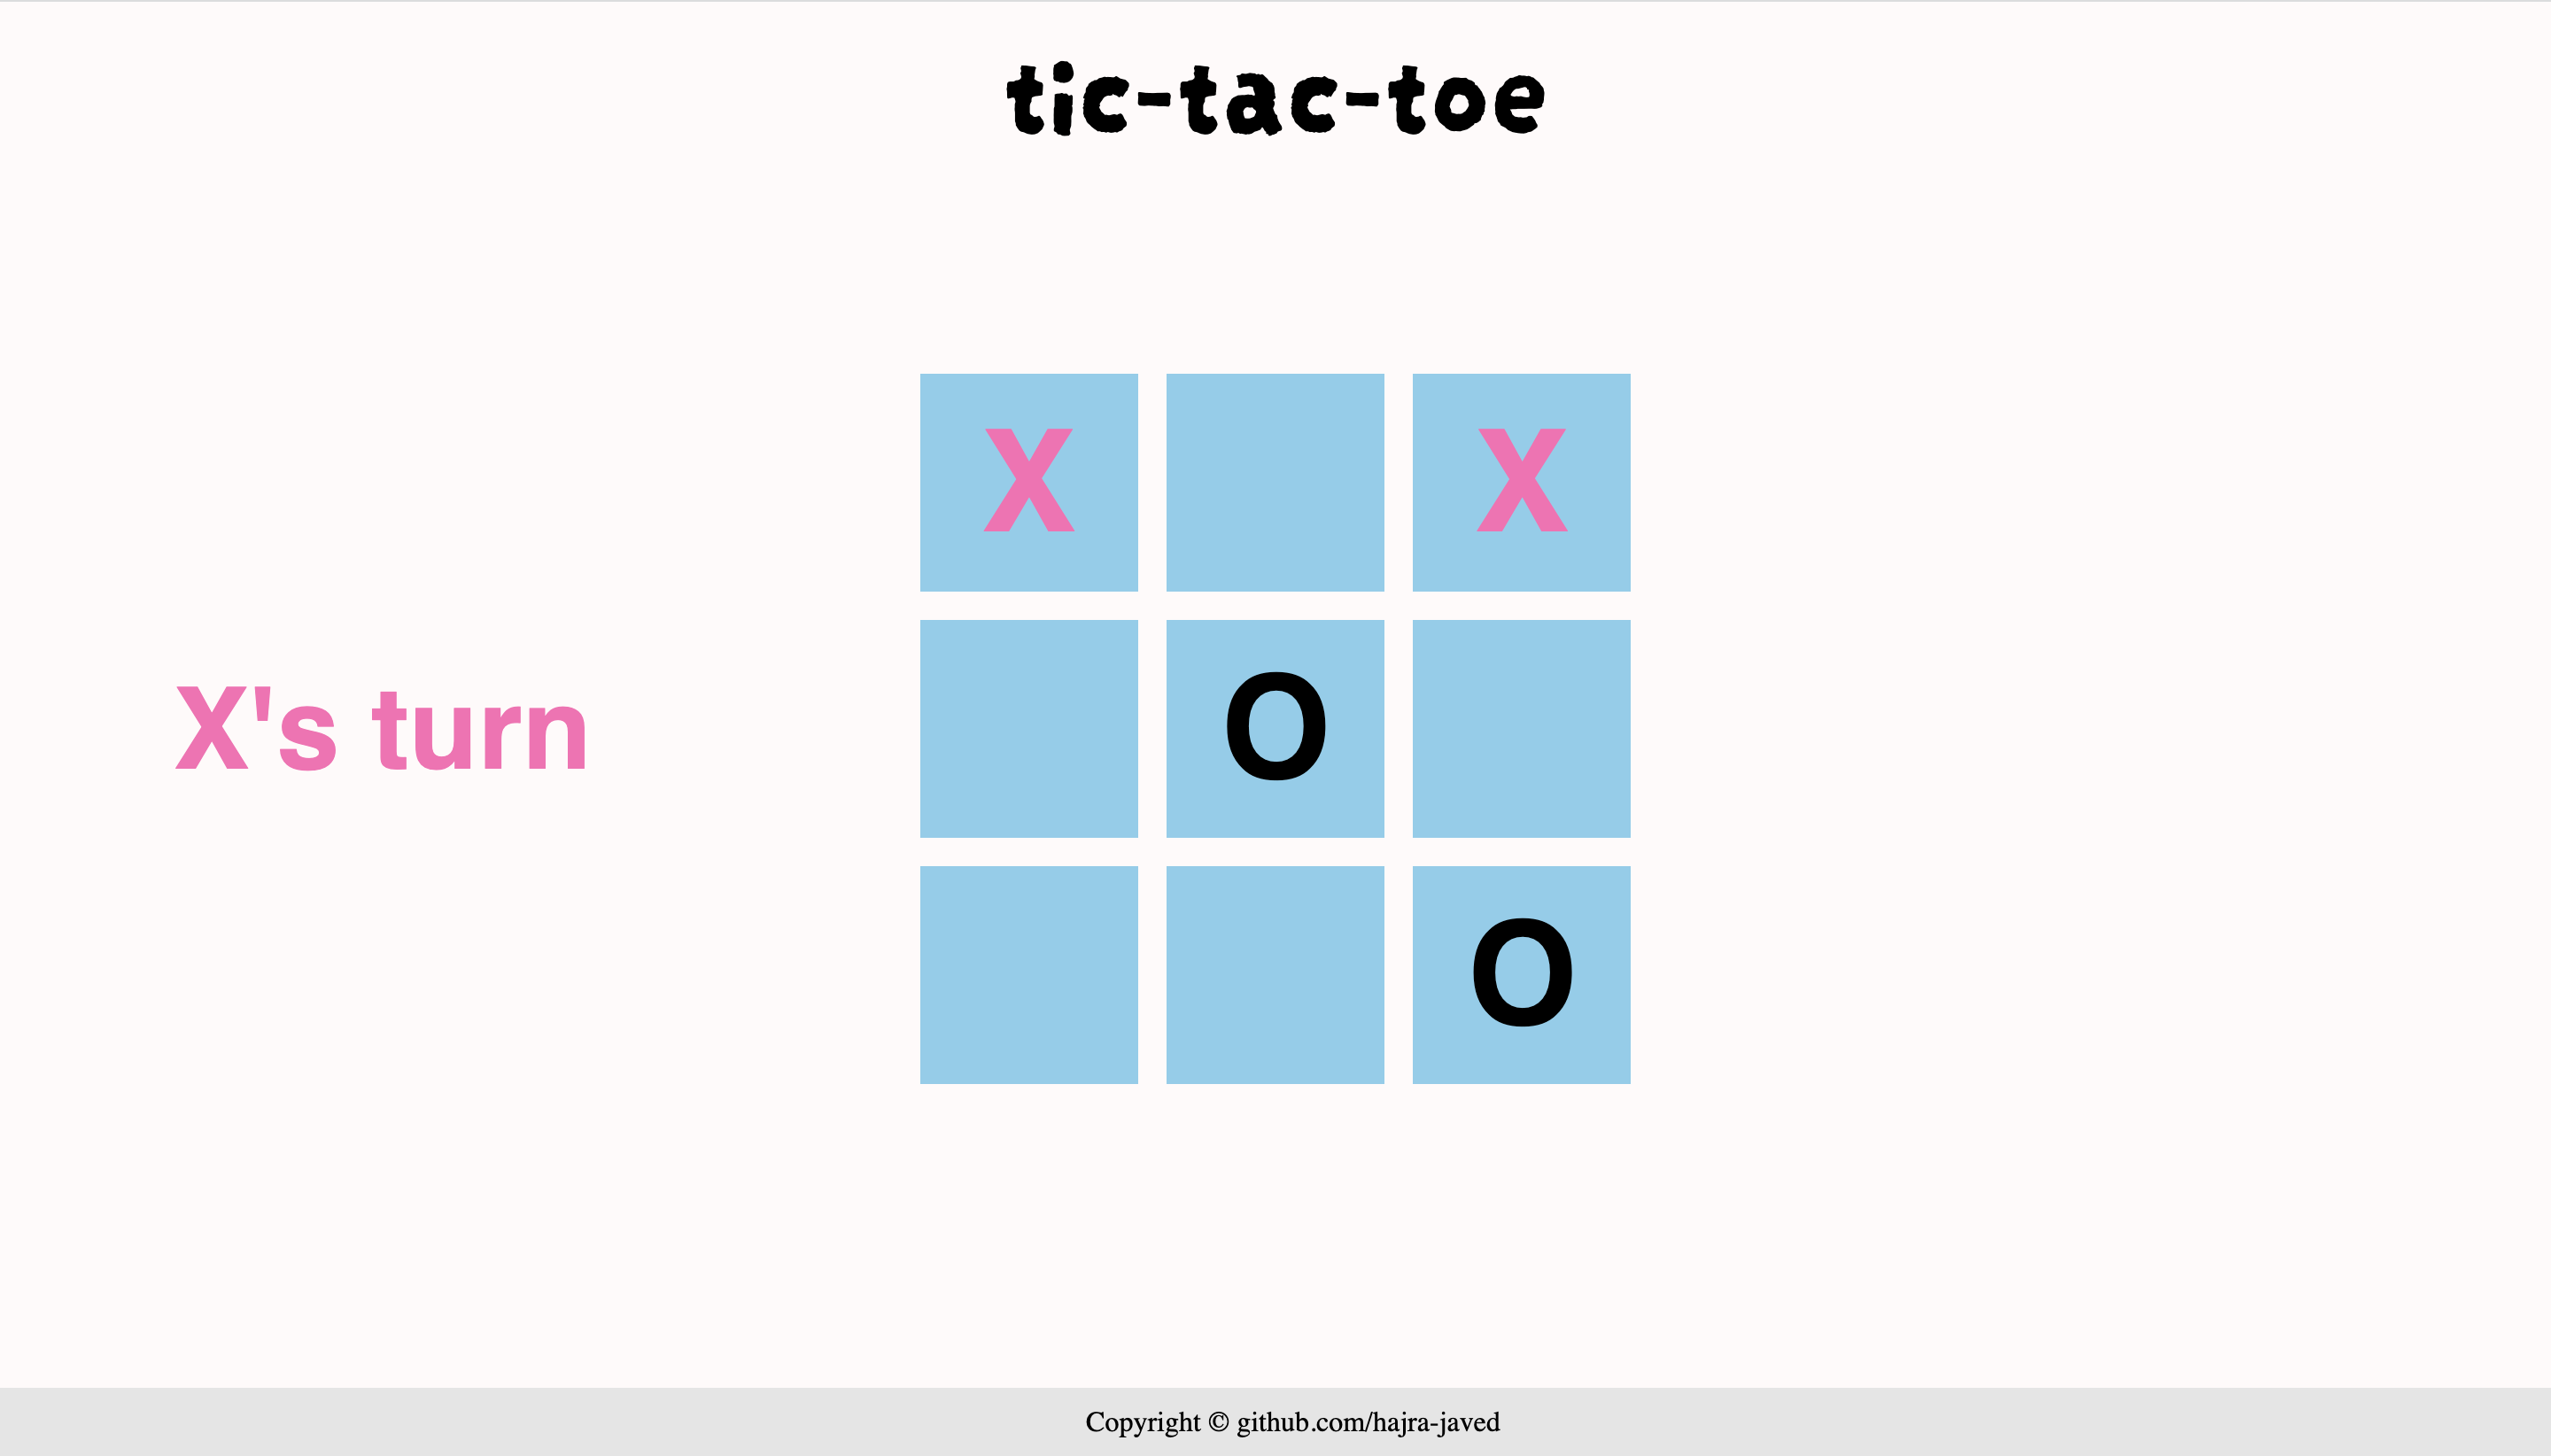 tic-tac-toe
X X
X's turn
O
O
Copyright © github.com/hajra-javed